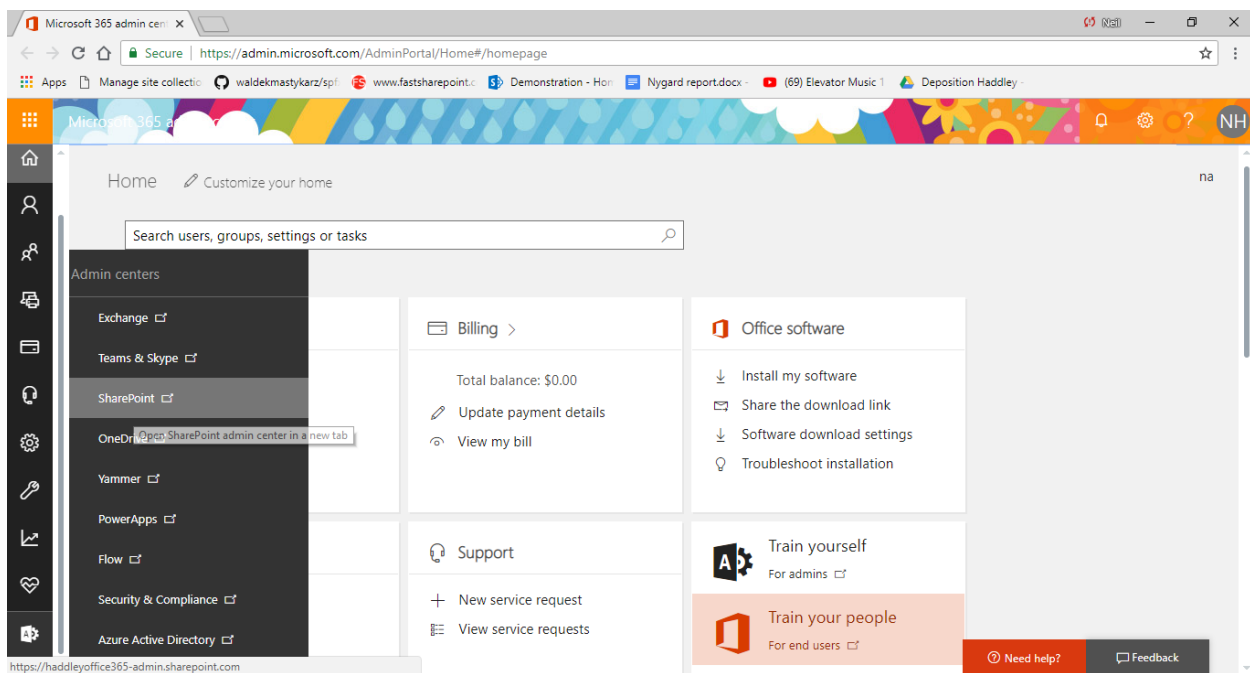 Microsoft 365 admin cen
Neil
Secure | https://admin.microsoft.com/AdminPortal/Home#/homepage
Apps Manage site collectio waldekmastykarz/spf www.fastsharepoint.c Demonstration - Hon Nygard report.docx - (69) Elevator Music 1 Deposition Haddley -
Microsoft 365 a
? NH
Home Customize your home
na
Search users, groups, settings or tasks
Admin centers
Exchange
Teams & Skype
SharePoint
OneDrive
Open SharePoint admin center in a new tab
Yammer
PowerApps
Flow
Security & Compliance
Azure Active Directory
Billing >
Total balance: $0.00
Update payment details
View my bill
Office software
Install my software
Share the download link
Software download settings
Troubleshoot installation
Support
New service request
View service requests
Train yourself
For admins
Train your people
For end users
Need help?
Feedback
https://haddleyoffice365-admin.sharepoint.com